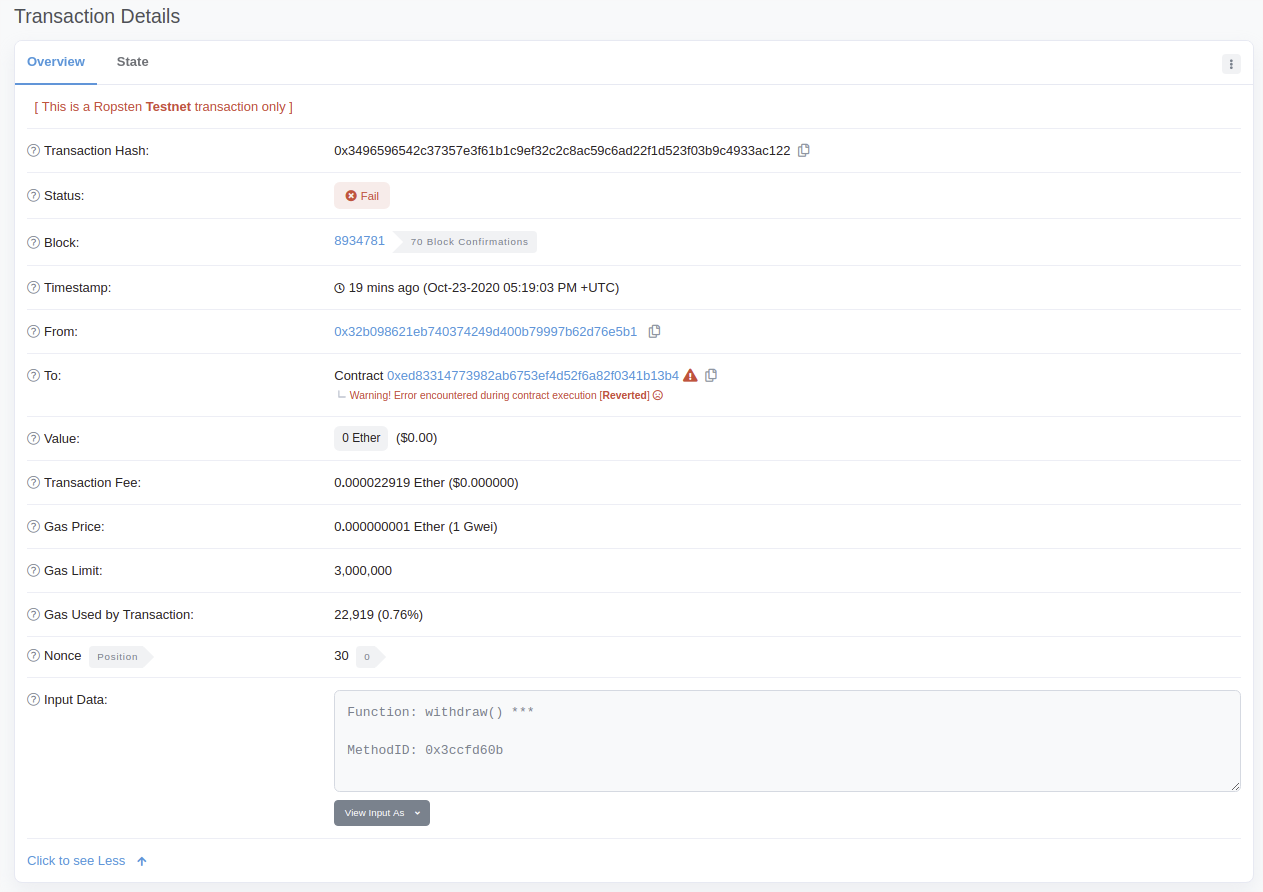 Transaction Details
Overview State
[ This is a Ropsten Testnet transaction only ]
Transaction Hash: 0x3496596542c37357e3f61b1c9ef32c2c8ac59c6ad22f1d523f03b9c4933ac122
Status: Fail
Block: 8934781 70 Block Confirmations
Timestamp: 19 mins ago (Oct-23-2020 05:19:03 PM +UTC)
From: 0x32b098621eb740374249d400b79997b62d76e5b1
To: Contract 0xed83314773982ab6753ef4d52f6a82f0341b13b4
Warning! Error encountered during contract execution [Reverted]
Value: 0 Ether ($0.00)
Transaction Fee: 0.000022919 Ether ($0.000000)
Gas Price: 0.000000001 Ether (1 Gwei)
Gas Limit: 3,000,000
Gas Used by Transaction: 22,919 (0.76%)
Nonce Position 30 0
Input Data: Function: withdraw() ***
MethodID: 0x3ccfd60b
View Input As
Click to see Less